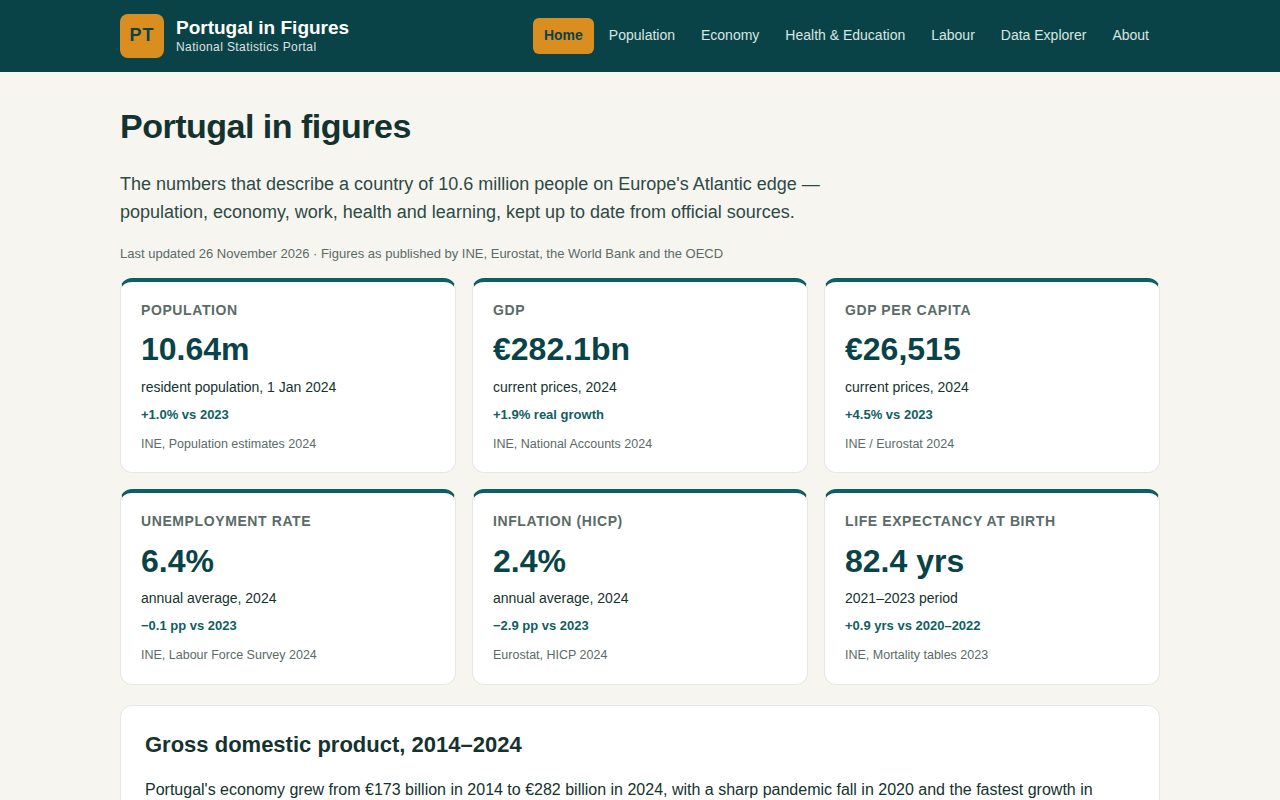 PT
Portugal in Figures
National Statistics Portal
Home Population Economy Health & Education Labour Data Explorer About
Portugal in figures
The numbers that describe a country of 10.6 million people on Europe's Atlantic edge —
population, economy, work, health and learning, kept up to date from official sources.
Last updated 26 November 2026 · Figures as published by INE, Eurostat, the World Bank and the OECD
POPULATION
10.64m
resident population, 1 Jan 2024
+1.0% vs 2023
INE, Population estimates 2024
GDP
€282.1bn
current prices, 2024
+1.9% real growth
INE, National Accounts 2024
GDP PER CAPITA
€26,515
current prices, 2024
+4.5% vs 2023
INE / Eurostat 2024
UNEMPLOYMENT RATE
6.4%
annual average, 2024
−0.1 pp vs 2023
INE, Labour Force Survey 2024
INFLATION (HICP)
2.4%
annual average, 2024
−2.9 pp vs 2023
Eurostat, HICP 2024
LIFE EXPECTANCY AT BIRTH
82.4 yrs
2021–2023 period
+0.9 yrs vs 2020–2022
INE, Mortality tables 2023
Gross domestic product, 2014–2024
Portugal's economy grew from €173 billion in 2014 to €282 billion in 2024, with a sharp pandemic fall in 2020 and the fastest growth in